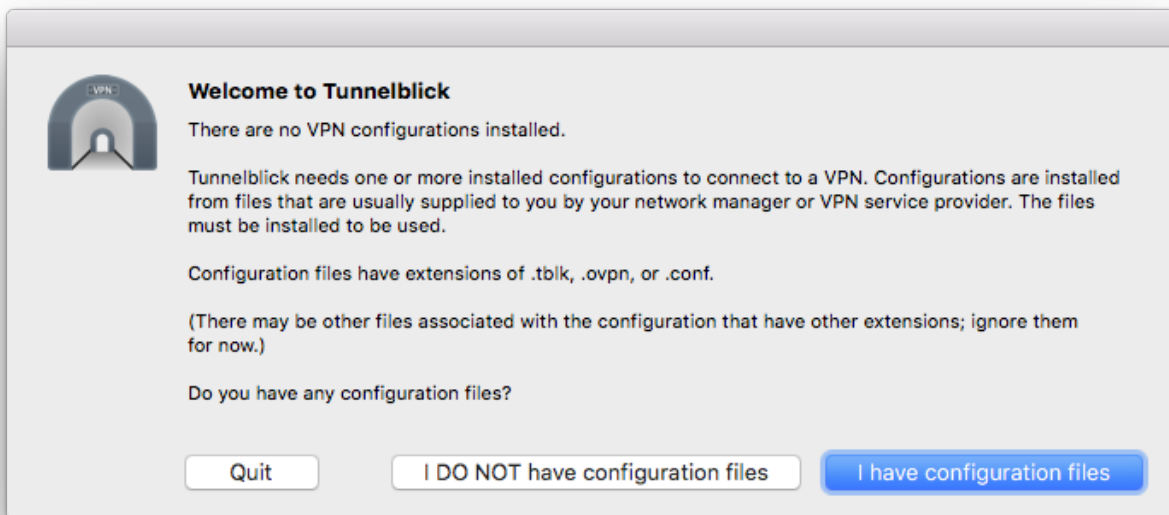 VPN
Welcome to Tunnelblick
There are no VPN configurations installed.
Tunnelblick needs one or more installed configurations to connect to a VPN. Configurations are installed
from files that are usually supplied to you by your network manager or VPN service provider. The files
must be installed to be used.
Configuration files have extensions of .tblk, .ovpn, or .conf.
(There may be other files associated with the configuration that have other extensions; ignore them
for now.)
Do you have any configuration files?
Quit
I DO NOT have configuration files
I have configuration files